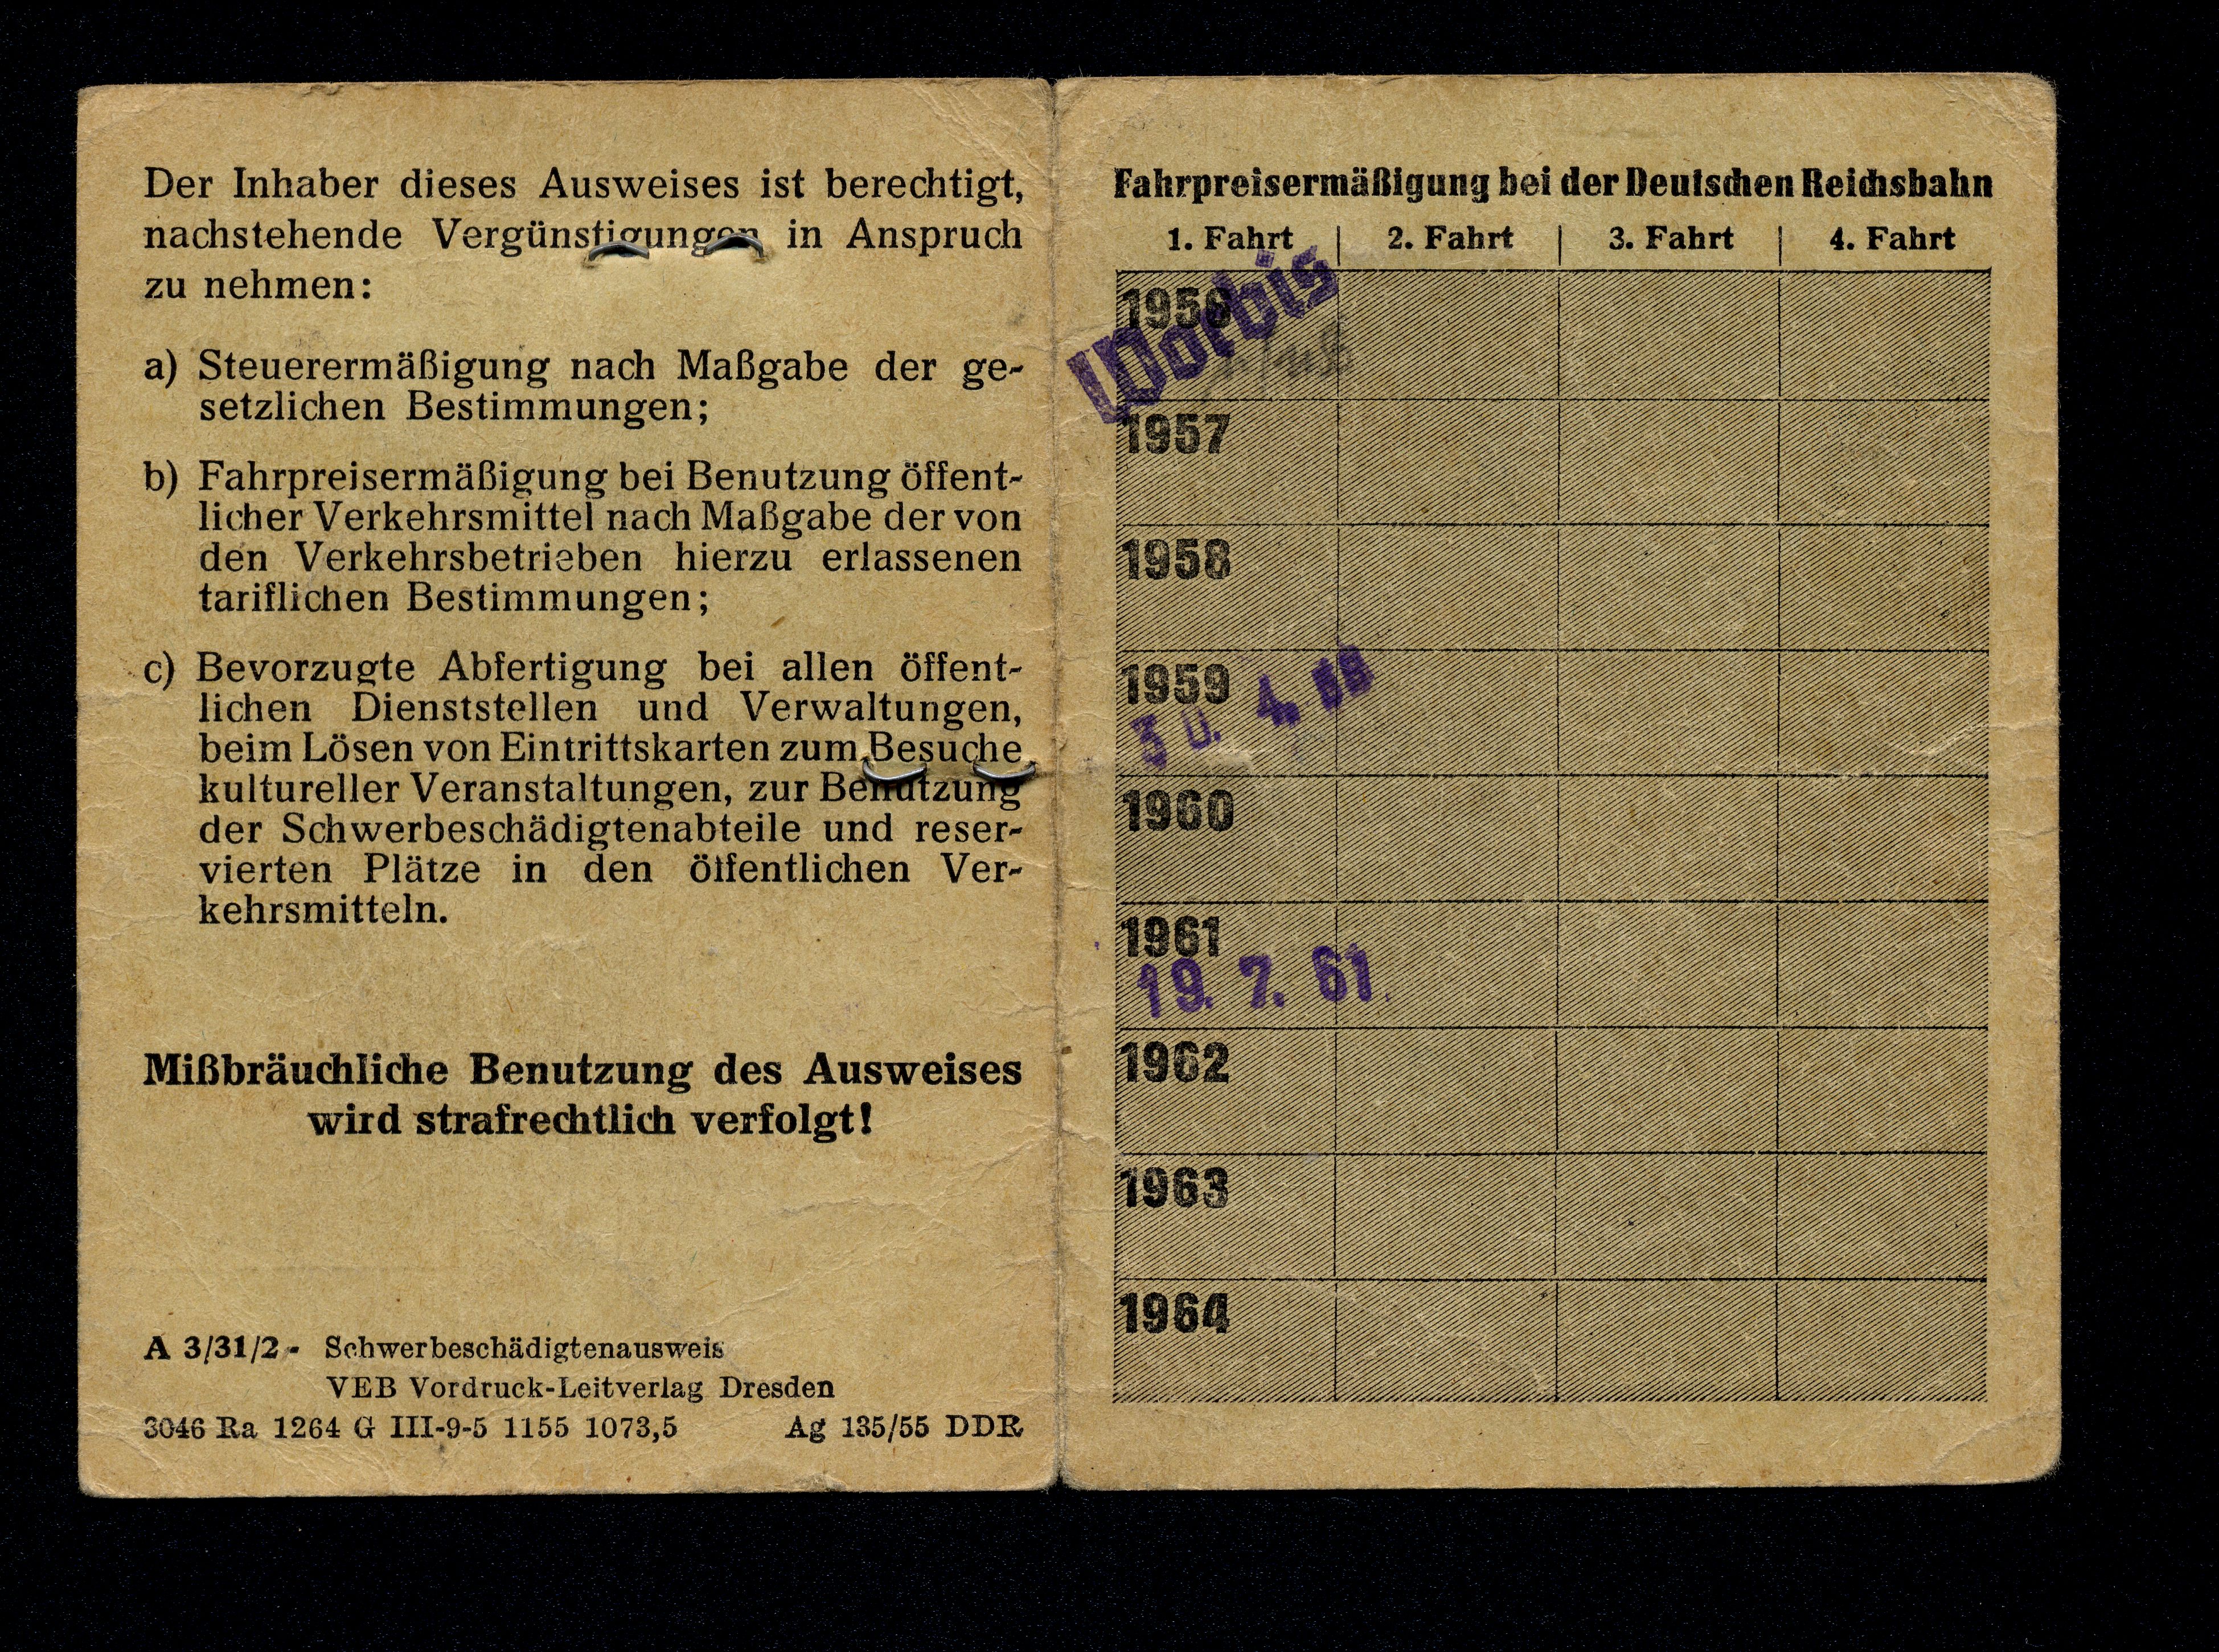 Der Inhaber dieses Ausweises ist berechtigt,
nachstehende Vergünstigungen in Anspruch
zu nehmen:
a) Steuerermäßigung nach Maßgabe der ge-
setzlichen Bestimmungen;
b) Fahrpreisermäßigung bei Benutzung öffent-
licher Verkehrsmittel nach Maßgabe der von
den Verkehrsbetrieben hierzu erlassenen
tariflichen Bestimmungen;
c) Bevorzugte Abfertigung bei allen öffent-
lichen Dienststellen und Verwaltungen,
beim Lösen von Eintrittskarten zum Besuche
kultureller Veranstaltungen, zur Benutzung
der Schwerbeschädigtenabteile und reser-
vierten Plätze in den öffentlichen Ver-
kehrsmitteln.
Mißbräuchliche Benutzung des Ausweises
wird strafrechtlich verfolgt!
A 3/31/2 - Schwerbeschädigtenausweis
VEB Vordruck-Leitverlag Dresden
3046 Ra 1264 G III-9-5 1155 1073,5 Ag 135/55 DDR
Fahrpreisermäßigung bei der Deutschen Reichsbahn
1. Fahrt 2. Fahrt 3. Fahrt 4. Fahrt
1956
Worbis
1957
1958
1959
3 U. 4. 59
1960
1961
19. 7. 61
1962
1963
1964